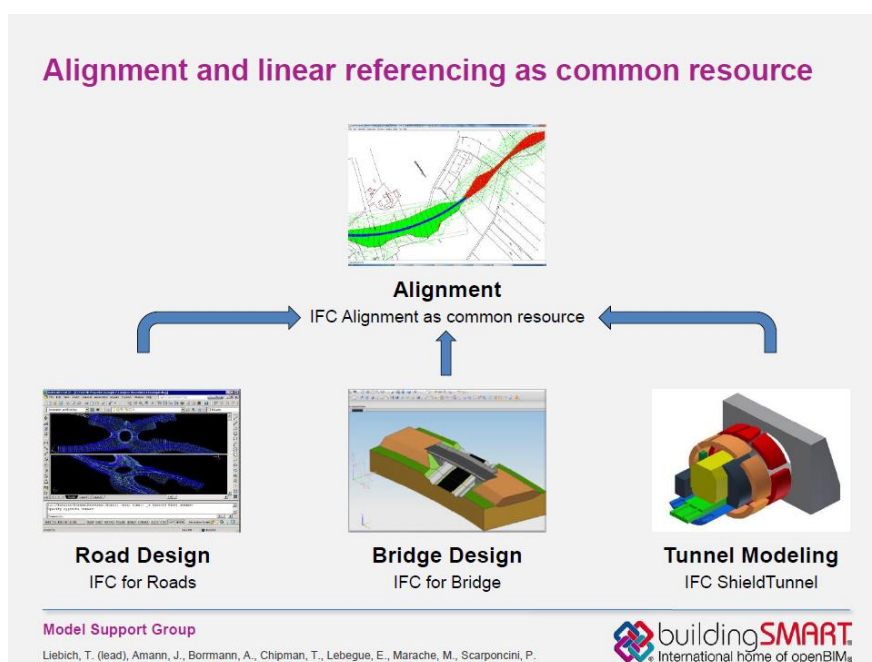 Alignment and linear referencing as common resource
Alignment
IFC Alignment as common resource
Road Design
IFC for Roads
Bridge Design
IFC for Bridge
Tunnel Modeling
IFC ShieldTunnel
Model Support Group
Liebich, T. (lead), Amann, J., Borrmann, A., Chipman, T., Lebegue, E., Marache, M., Scarponcini, P.
buildingSMART®
International home of openBIM®